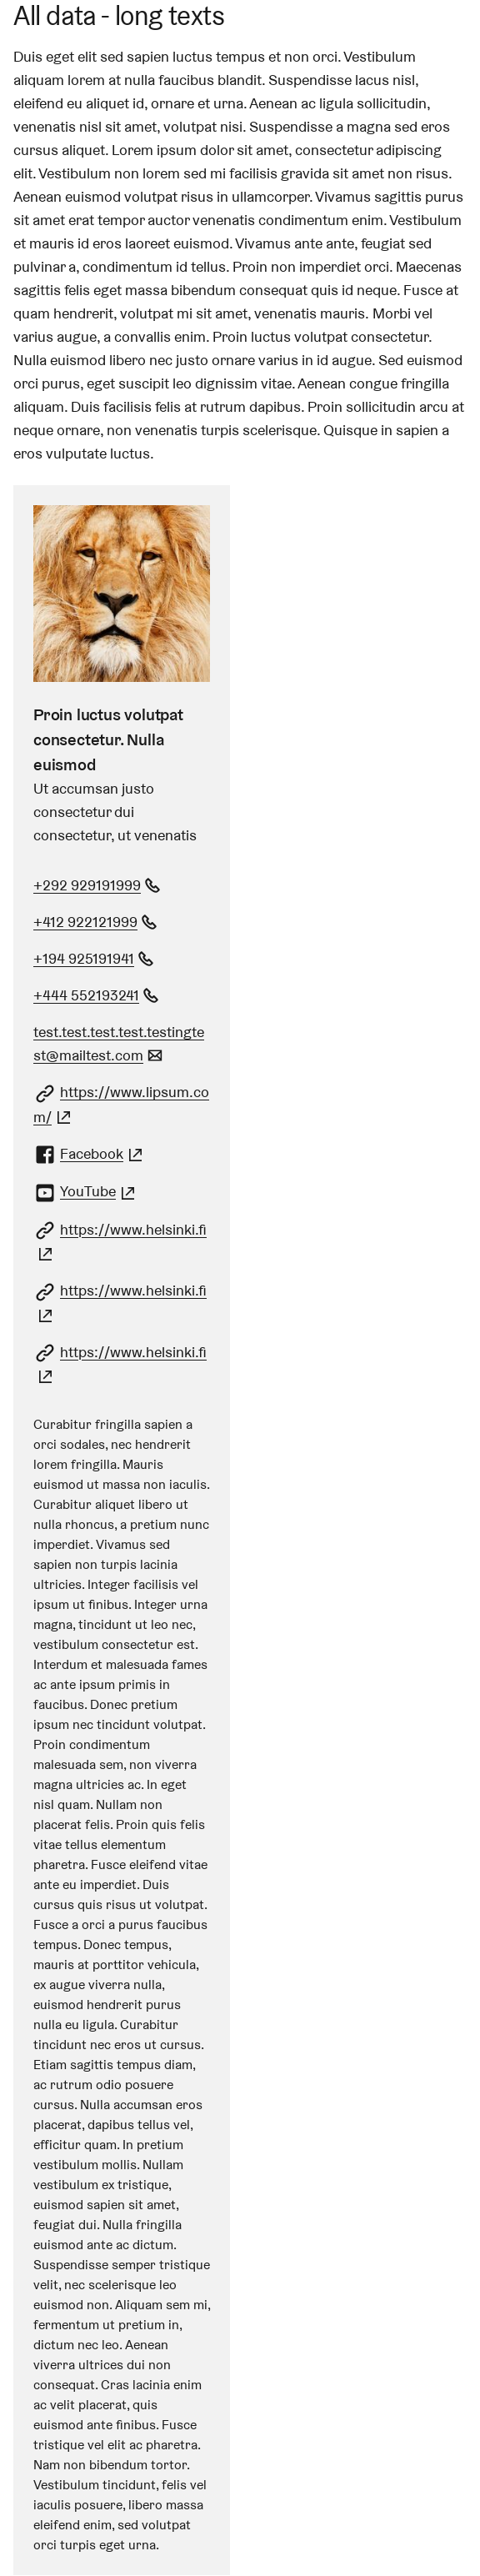 All data - long texts
Duis eget elit sed sapien luctus tempus et non orci. Vestibulum
aliquam lorem at nulla faucibus blandit. Suspendisse lacus nisl,
eleifend eu aliquet id, ornare et urna. Aenean ac ligula sollicitudin,
venenatis nisl sit amet, volutpat nisi. Suspendisse a magna sed eros
cursus aliquet. Lorem ipsum dolor sit amet, consectetur adipiscing
elit. Vestibulum non lorem sed mi facilisis gravida sit amet non risus.
Aenean euismod volutpat risus in ullamcorper. Vivamus sagittis purus
sit amet erat tempor auctor venenatis condimentum enim. Vestibulum
et mauris id eros laoreet euismod. Vivamus ante ante, feugiat sed
pulvinar a, condimentum id tellus. Proin non imperdiet orci. Maecenas
sagittis felis eget massa bibendum consequat quis id neque. Fusce at
quam hendrerit, volutpat mi sit amet, venenatis mauris. Morbi vel
varius augue, a convallis enim. Proin luctus volutpat consectetur.
Nulla euismod libero nec justo ornare varius in id augue. Sed euismod
orci purus, eget suscipit leo dignissim vitae. Aenean congue fringilla
aliquam. Duis facilisis felis at rutrum dapibus. Proin sollicitudin arcu at
neque ornare, non venenatis turpis scelerisque. Quisque in sapien a
eros vulputate luctus.
Proin luctus volutpat
consectetur. Nulla
euismod
Ut accumsan justo
consectetur dui
consectetur, ut venenatis
+292 929191999
+412 922121999
+194 925191941
+444 552193241
test.test.test.test.testingte
st@mailtest.com
https://www.lipsum.co
m/
Facebook
YouTube
https://www.helsinki.fi
https://www.helsinki.fi
https://www.helsinki.fi
Curabitur fringilla sapien a
orci sodales, nec hendrerit
lorem fringilla. Mauris
euismod ut massa non iaculis.
Curabitur aliquet libero ut
nulla rhoncus, a pretium nunc
imperdiet. Vivamus sed
sapien non turpis lacinia
ultricies. Integer facilisis vel
ipsum ut finibus. Integer urna
magna, tincidunt ut leo nec,
vestibulum consectetur est.
Interdum et malesuada fames
ac ante ipsum primis in
faucibus. Donec pretium
ipsum nec tincidunt volutpat.
Proin condimentum
malesuada sem, non viverra
magna ultricies ac. In eget
nisl quam. Nullam non
placerat felis. Proin quis felis
vitae tellus elementum
pharetra. Fusce eleifend vitae
ante eu imperdiet. Duis
cursus quis risus ut volutpat.
Fusce a orci a purus faucibus
tempus. Donec tempus,
mauris at porttitor vehicula,
ex augue viverra nulla,
euismod hendrerit purus
nulla eu ligula. Curabitur
tincidunt nec eros ut cursus.
Etiam sagittis tempus diam,
ac rutrum odio posuere
cursus. Nulla accumsan eros
placerat, dapibus tellus vel,
efficitur quam. In pretium
vestibulum mollis. Nullam
vestibulum ex tristique,
euismod sapien sit amet,
feugiat dui. Nulla fringilla
euismod ante ac dictum.
Suspendisse semper tristique
velit, nec scelerisque leo
euismod non. Aliquam sem mi,
fermentum ut pretium in,
dictum nec leo. Aenean
viverra ultrices dui non
consequat. Cras lacinia enim
ac velit placerat, quis
euismod ante finibus. Fusce
tristique vel elit ac pharetra.
Nam non bibendum tortor.
Vestibulum tincidunt, felis vel
iaculis posuere, libero massa
eleifend enim, sed volutpat
orci turpis eget urna.